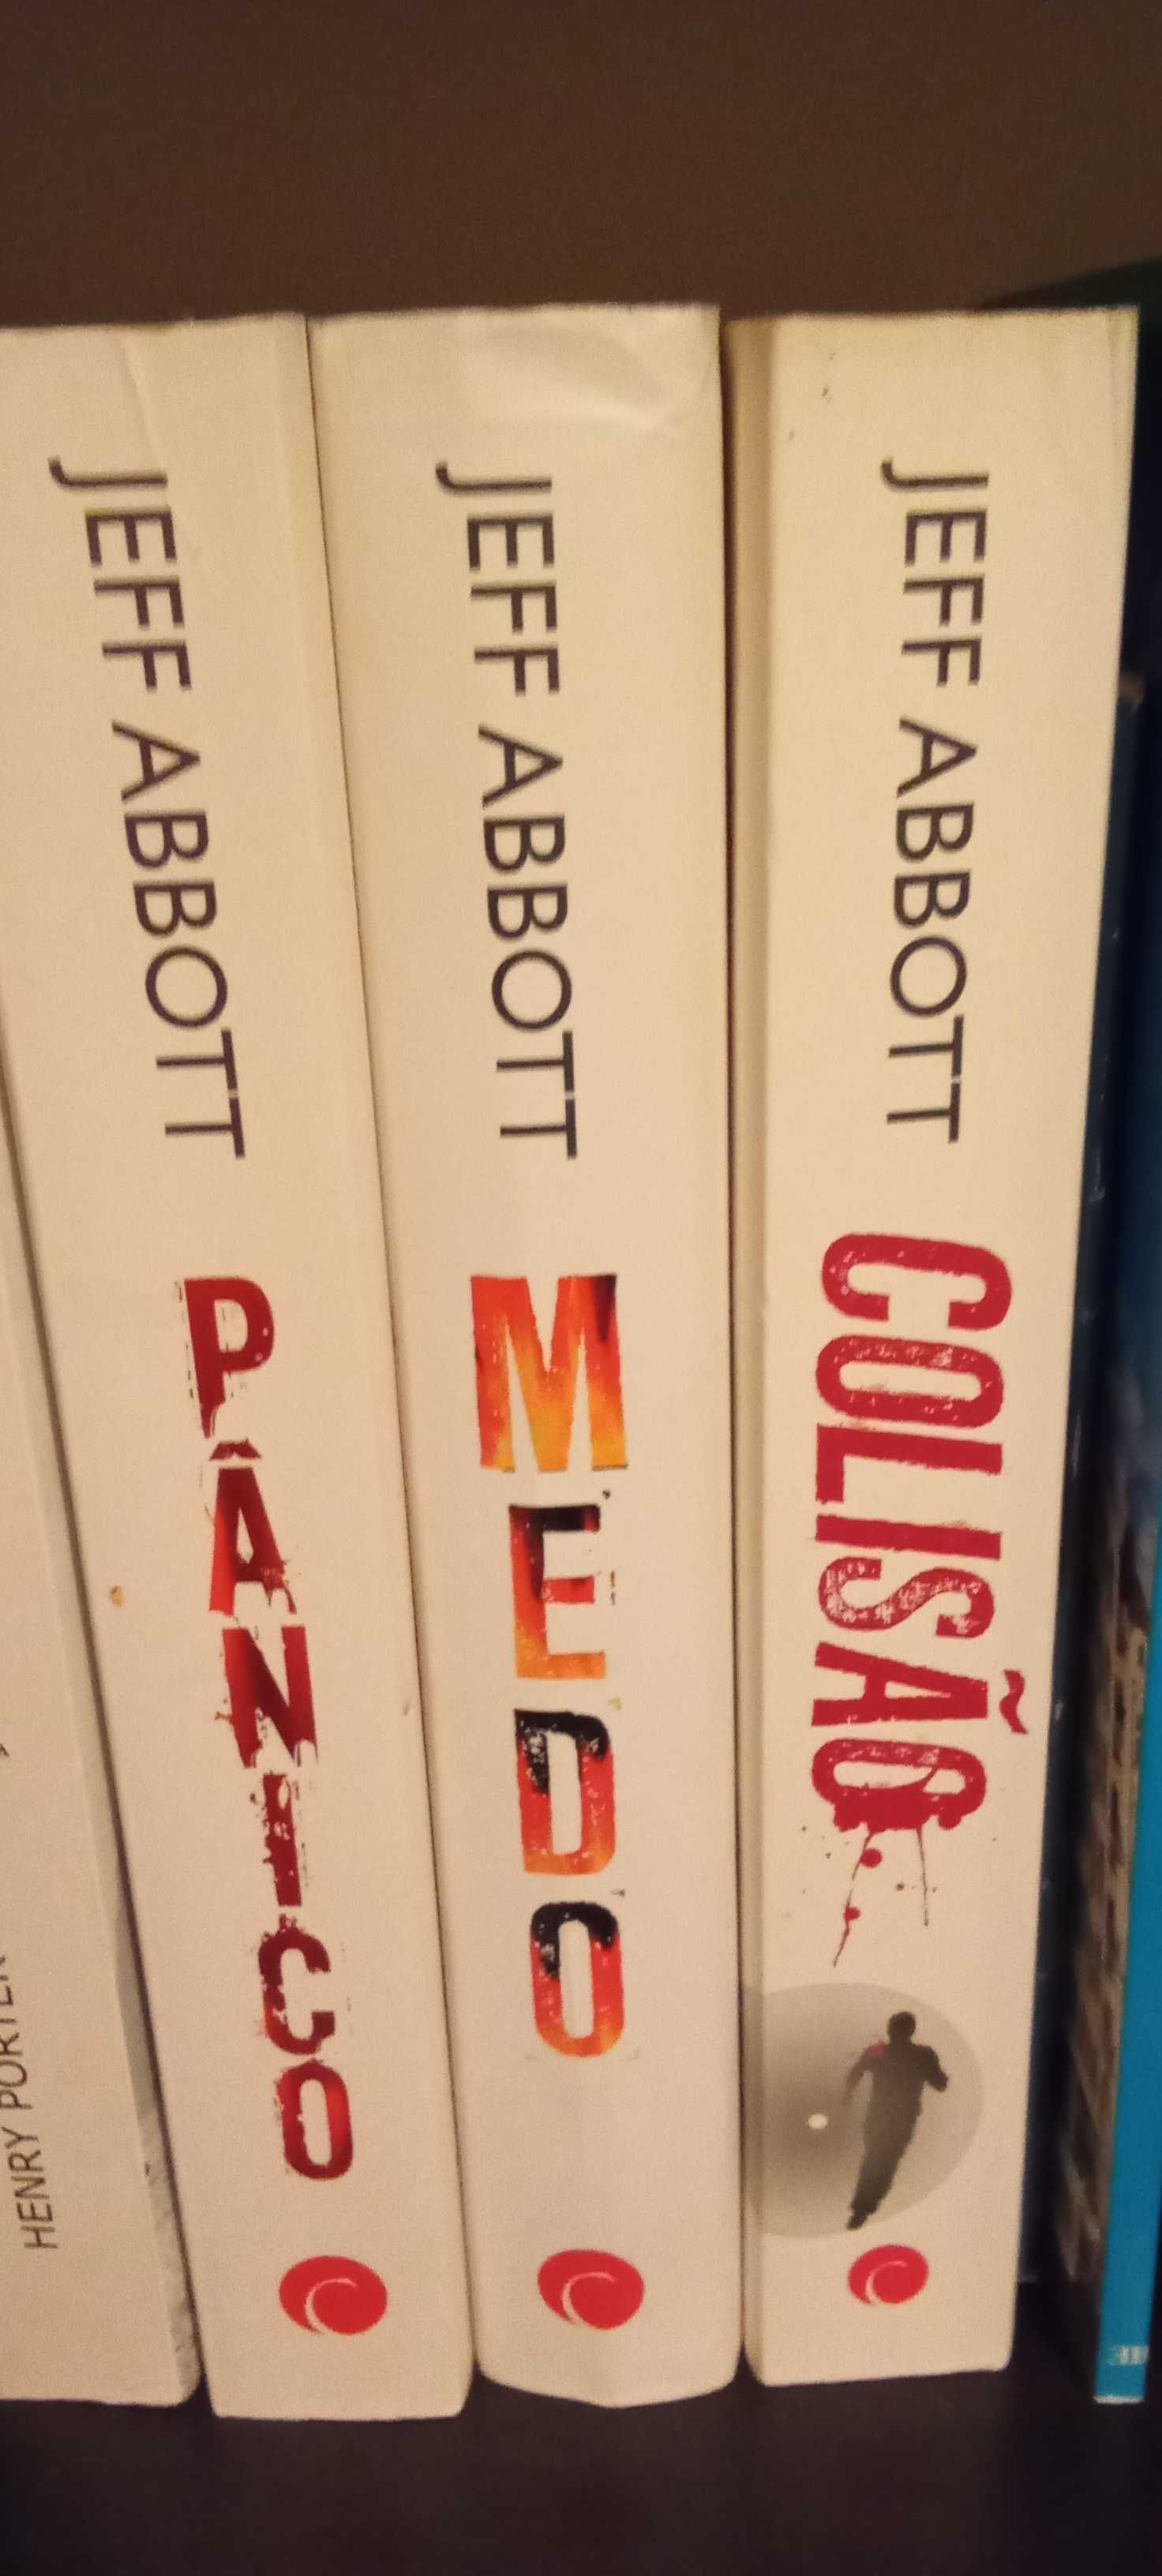 HENRY PORTER
JEFF ABBOTT PÂNICO
JEFF ABBOTT MEDO
JEFF ABBOTT COLISÃO